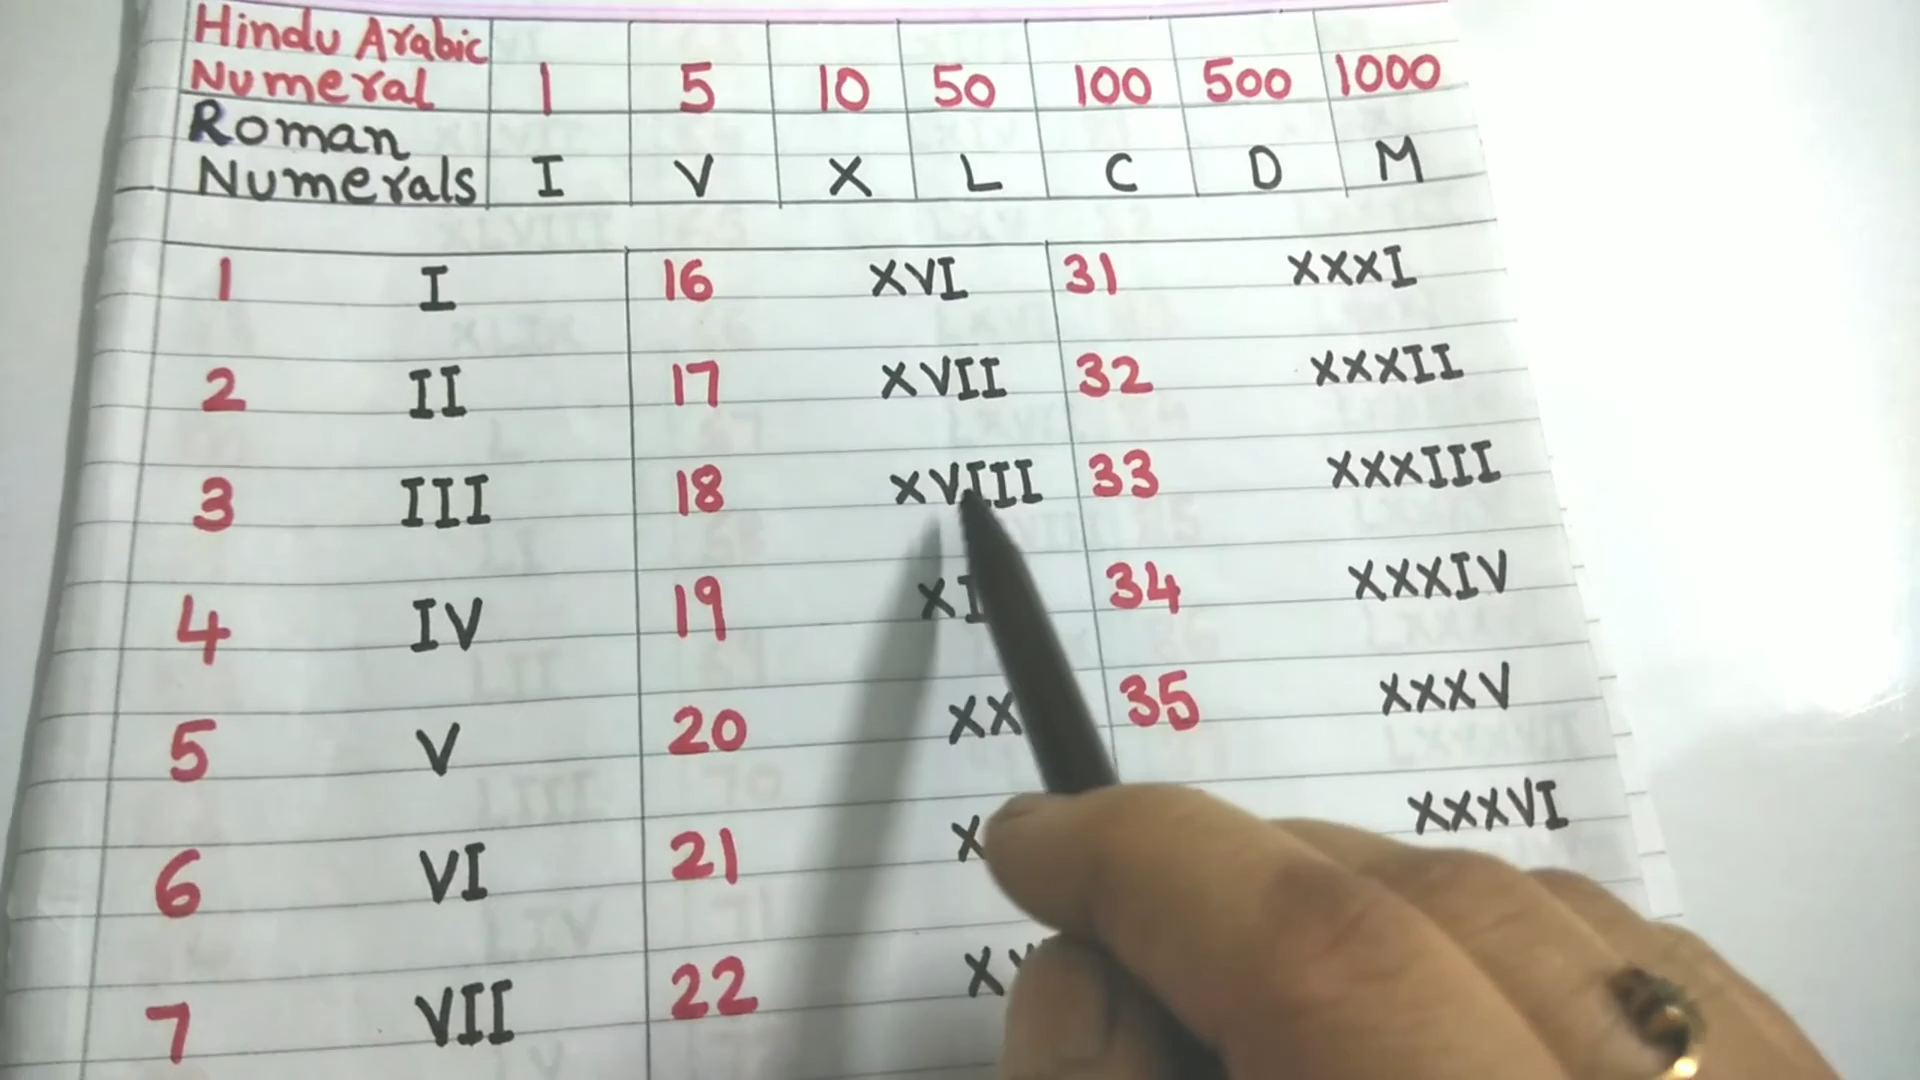 Hindu Arabic
Numeral 1 5 10 50 100 500 1000
Roman
Numerals I V X L C D M
1 I 16 XVI 31 XXXI
2 II 17 XVII 32 XXXII
3 III 18 XVIII 33 XXXIII
4 IV 19 34 XXXIV
5 V 20 XX 35 XXXV
6 VI 21 XXXVI
7 VII 22